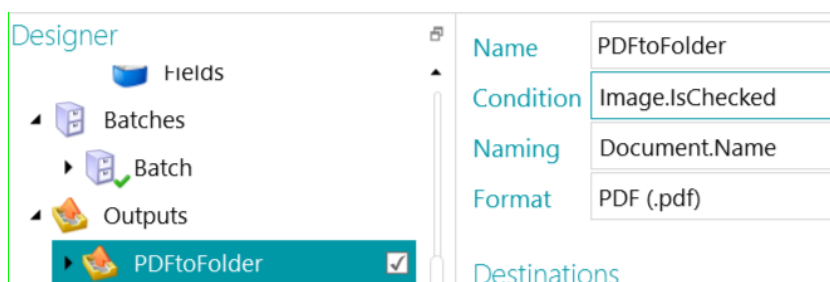 Designer
Fields
Batches
Batch
Outputs
PDFtoFolder
Name PDFtoFolder
Condition Image.IsChecked
Naming Document.Name
Format PDF (.pdf)
Destinations